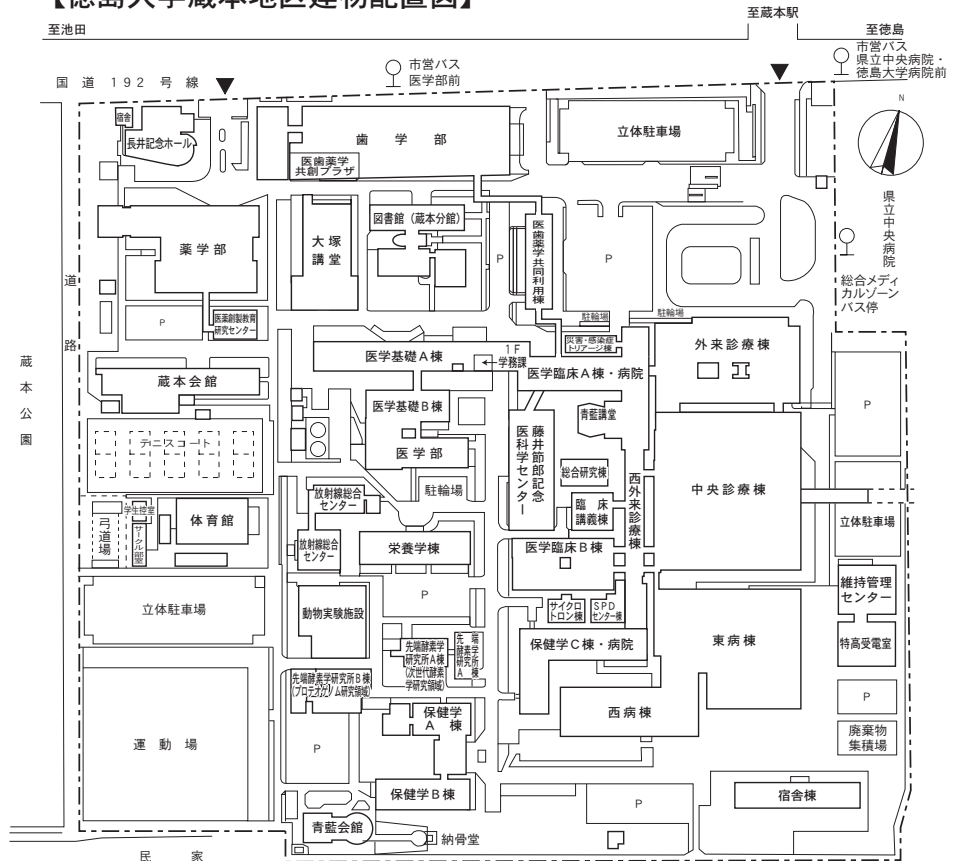 【徳島大学蔵本地区建物配置図】
至池田
至蔵本駅
至徳島
国道192号線
市営バス
医学部前
市営バス
県立中央病院・
徳島大学病院前
N
宿舎
長井記念ホール
歯学部
医歯薬学
共創プラザ
立体駐車場
県立中央病院
総合メディ
カルゾーン
バス停
薬学部
大塚
講堂
図書館(蔵本分館)
P
医歯薬学共同利用棟
P
道路
P
医薬創製教育
研究センター
駐輪場
駐輪場
災害・感染症
トリアージ棟
外来診療棟
医学基礎A棟
1F
←学務課
医学臨床A棟・病院
蔵本公園
蔵本会館
医学基礎B棟
青藍講堂
P
テニスコート
医学部
藤井節郎記念
医科学センター
総合研究棟
西外来診療棟
中央診療棟
放射線総合
センター
駐輪場
臨床
講義棟
学生控室
弓道場
サークル部室
体育館
放射線総合
センター
栄養学棟
医学臨床B棟
立体駐車場
維持管理
センター
立体駐車場
動物実験施設
P
サイクロ
トロン棟
SPD
センター棟
東病棟
先端酵素学
研究所A棟
(次世代酵素
学研究領域)
先端
酵素学
研究所
A棟
保健学C棟・病院
特高受電室
先端酵素学研究所B棟
(プロテオゲノム研究領域)
P
運動場
P
保健学
A棟
西病棟
廃棄物
集積場
保健学B棟
P
宿舎棟
青藍会館
納骨堂
民家